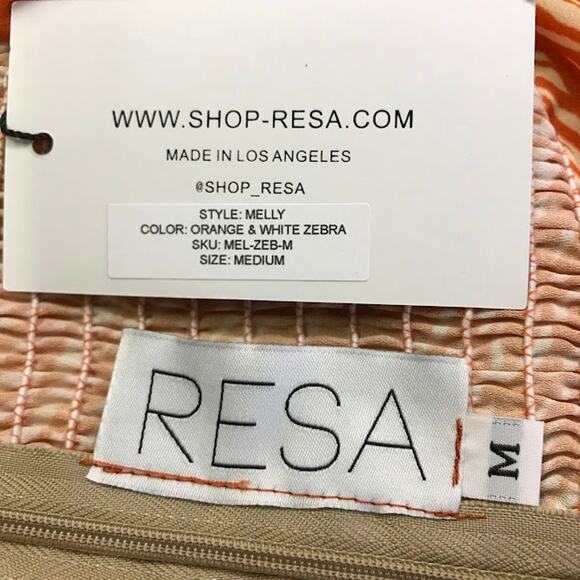 WWW.SHOP-RESA.COM
MADE IN LOS ANGELES
@SHOP_RESA
STYLE: MELLY
COLOR: ORANGE & WHITE ZEBRA
SKU: MEL-ZEB-M
SIZE: MEDIUM
RESA
M